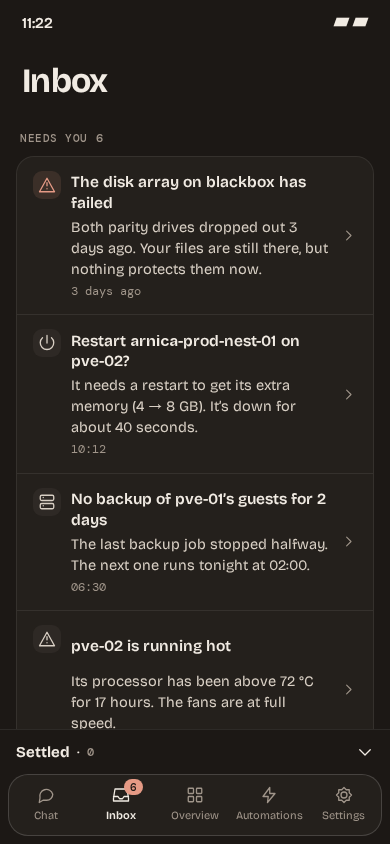 11:22
Inbox
NEEDS YOU 6
The disk array on blackbox has
failed
Both parity drives dropped out 3
days ago. Your files are still there, but
nothing protects them now.
3 days ago
Restart arnica-prod-nest-01 on
pve-02?
It needs a restart to get its extra
memory (4 → 8 GB). It's down for
about 40 seconds.
10:12
No backup of pve-01's guests for 2
days
The last backup job stopped halfway.
The next one runs tonight at 02:00.
06:30
pve-02 is running hot
Its processor has been above 72 °C
for 17 hours. The fans are at full
speed.
Settled · 0
6
Chat Inbox Overview Automations Settings